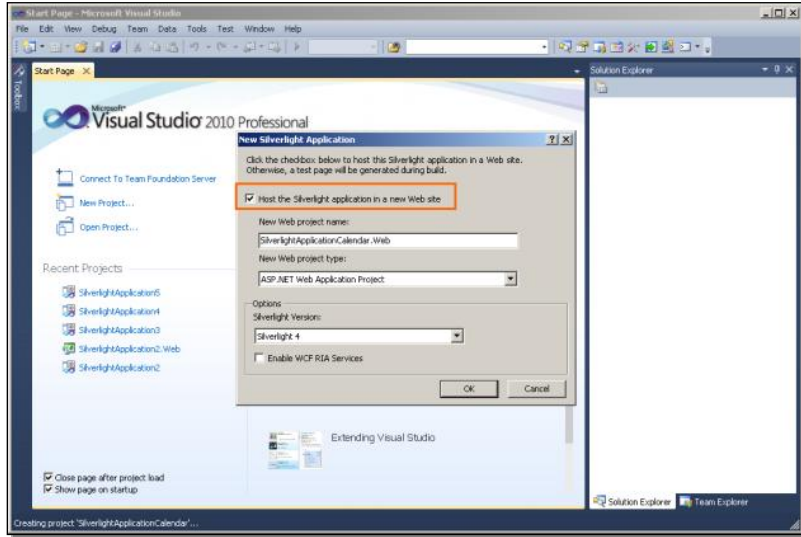 Start Page - Microsoft Visual Studio
File Edit View Debug Team Data Tools Test Window Help
Toolbox
Start Page
Solution Explorer
Microsoft
Visual Studio 2010 Professional
Connect To Team Foundation Server
New Project...
Open Project...
Recent Projects
SilverlightApplication5
SilverlightApplication4
SilverlightApplication3
SilverlightApplication2.Web
SilverlightApplication2
New Silverlight Application
Click the checkbox below to host this Silverlight application in a Web site.
Otherwise, a test page will be generated during build.
Host the Silverlight application in a new Web site
New Web project name:
SilverlightApplicationCalendar.Web
New Web project type:
ASP.NET Web Application Project
Options
Silverlight Version:
Silverlight 4
Enable WCF RIA Services
OK Cancel
Extending Visual Studio
Close page after project load
Show page on startup
Solution Explorer Team Explorer
Creating project 'SilverlightApplicationCalendar'...